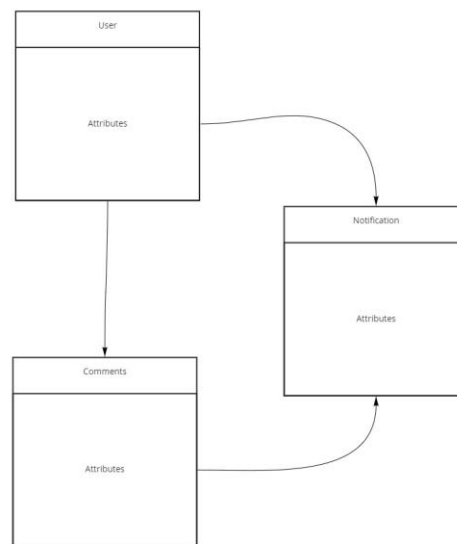 User
Attributes
Notification
Attributes
Comments
Attributes